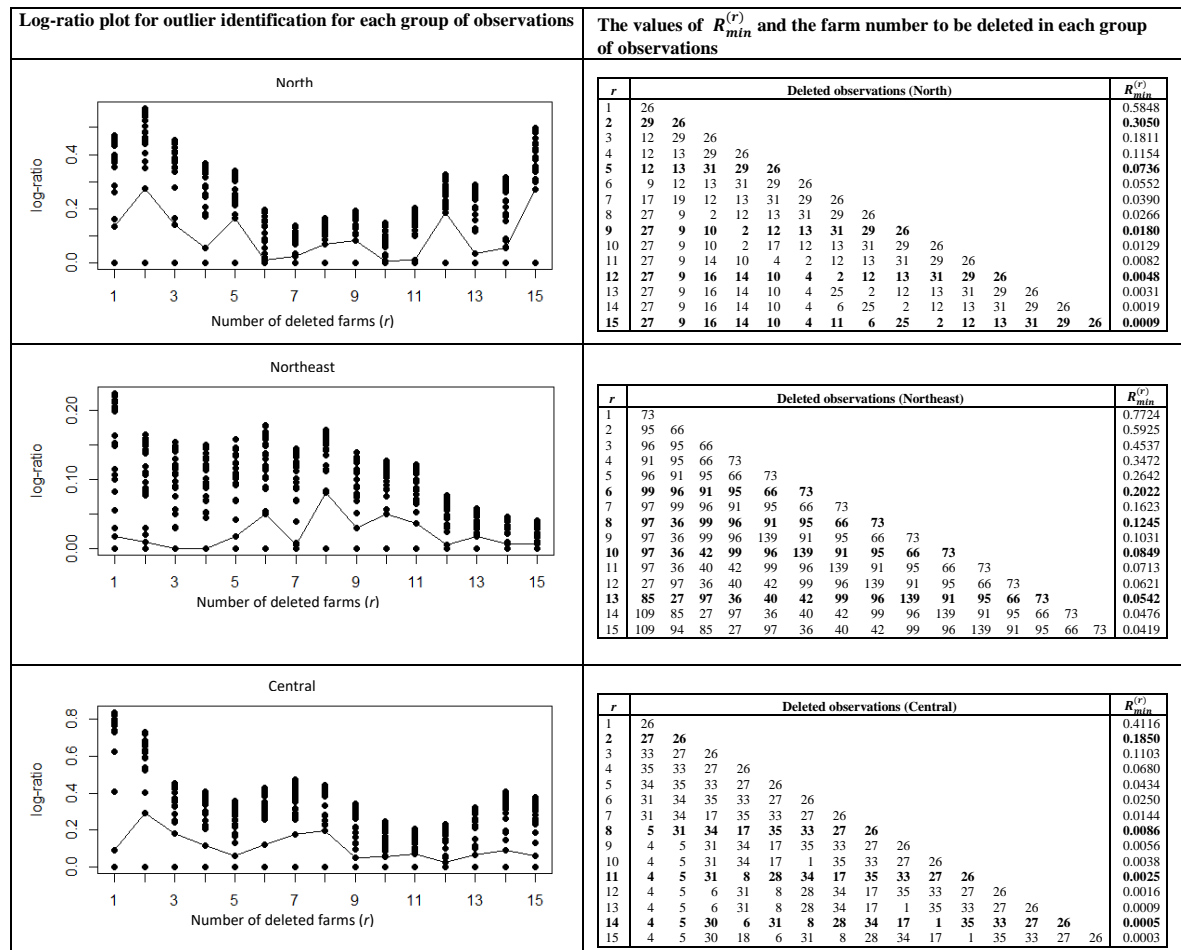 Log-ratio plot for outlier identification for each group of observations
The values of R_min^(r) and the farm number to be deleted in each group
of observations
North
log-ratio
0.4
0.2
0.0
1 3 5 7 9 11 13 15
Number of deleted farms (r)
r Deleted observations (North) R_min^(r)
1 26 0.5848
2 29 26 0.3050
3 12 29 26 0.1811
4 12 13 29 26 0.1154
5 12 13 31 29 26 0.0736
6 9 12 13 31 29 26 0.0552
7 17 19 12 13 31 29 26 0.0390
8 27 9 2 12 13 31 29 26 0.0266
9 27 9 10 2 12 13 31 29 26 0.0180
10 27 9 10 2 17 12 13 31 29 26 0.0129
11 27 9 14 10 4 2 12 13 31 29 26 0.0082
12 27 9 16 14 10 4 2 12 13 31 29 26 0.0048
13 27 9 16 14 10 4 25 2 12 13 31 29 26 0.0031
14 27 9 16 14 10 4 6 25 2 12 13 31 29 26 0.0019
15 27 9 16 14 10 4 11 6 25 2 12 13 31 29 26 0.0009
Northeast
log-ratio
0.20
0.10
0.00
1 3 5 7 9 11 13 15
Number of deleted farms (r)
r Deleted observations (Northeast) R_min^(r)
1 73 0.7724
2 95 66 0.5925
3 96 95 66 0.4537
4 91 95 66 73 0.3472
5 96 91 95 66 73 0.2642
6 99 96 91 95 66 73 0.2022
7 97 99 96 91 95 66 73 0.1623
8 97 36 99 96 91 95 66 73 0.1245
9 97 36 99 96 139 91 95 66 73 0.1031
10 97 36 42 99 96 139 91 95 66 73 0.0849
11 97 36 40 42 99 96 139 91 95 66 73 0.0713
12 27 97 36 40 42 99 96 139 91 95 66 73 0.0621
13 85 27 97 36 40 42 99 96 139 91 95 66 73 0.0542
14 109 85 27 97 36 40 42 99 96 139 91 95 66 73 0.0476
15 109 94 85 27 97 36 40 42 99 96 139 91 95 66 73 0.0419
Central
log-ratio
0.8
0.6
0.4
0.2
0.0
1 3 5 7 9 11 13 15
Number of deleted farms (r)
r Deleted observations (Central) R_min^(r)
1 26 0.4116
2 27 26 0.1850
3 33 27 26 0.1103
4 35 33 27 26 0.0680
5 34 35 33 27 26 0.0434
6 31 34 35 33 27 26 0.0250
7 31 34 17 35 33 27 26 0.0144
8 5 31 34 17 35 33 27 26 0.0086
9 4 5 31 34 17 35 33 27 26 0.0056
10 4 5 31 34 17 1 35 33 27 26 0.0038
11 4 5 31 8 28 34 17 35 33 27 26 0.0025
12 4 5 6 31 8 28 34 17 35 33 27 26 0.0016
13 4 5 6 31 8 28 34 17 1 35 33 27 26 0.0009
14 4 5 30 6 31 8 28 34 17 1 35 33 27 26 0.0005
15 4 5 30 18 6 31 8 28 34 17 1 35 33 27 26 0.0003